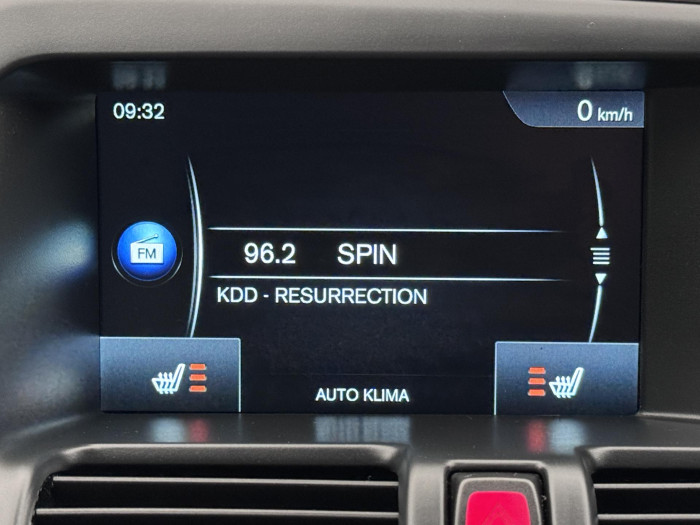 09:32
0 km/h
FM
96.2 SPIN
KDD - RESURRECTION
AUTO KLIMA